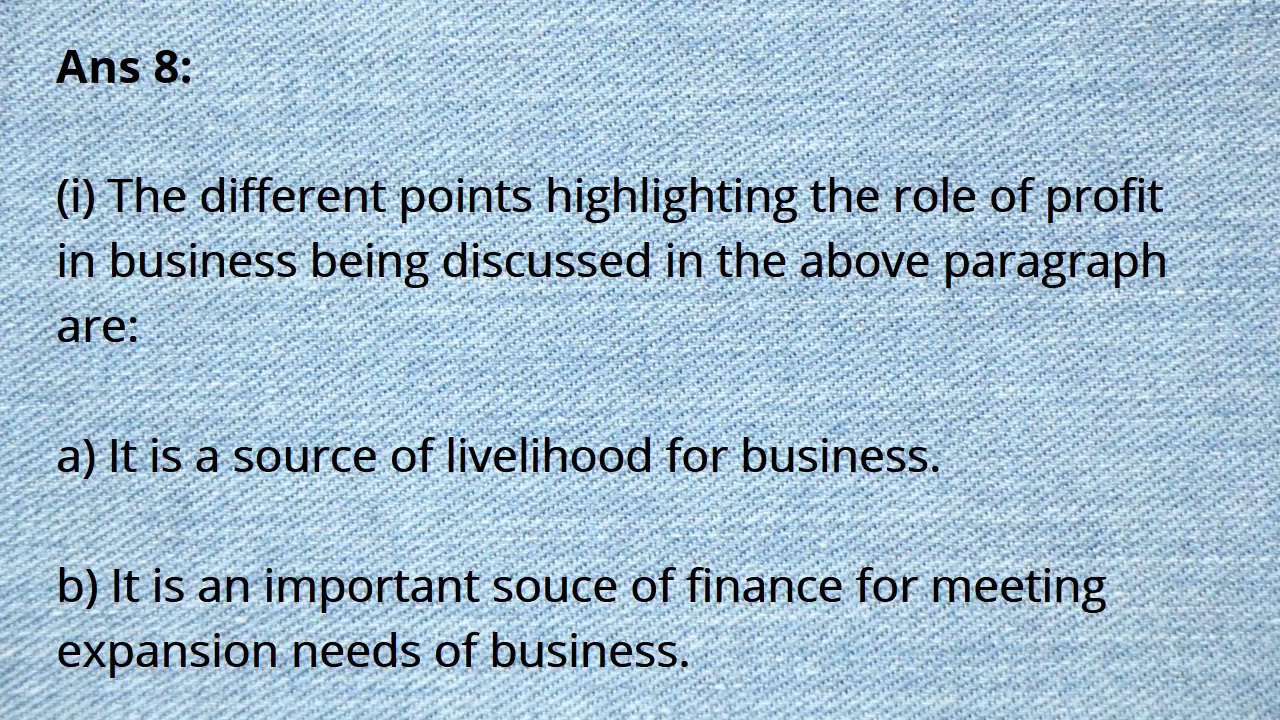 Ans 8:
(i) The different points highlighting the role of profit
in business being discussed in the above paragraph
are:
a) It is a source of livelihood for business.
b) It is an important souce of finance for meeting
expansion needs of business.